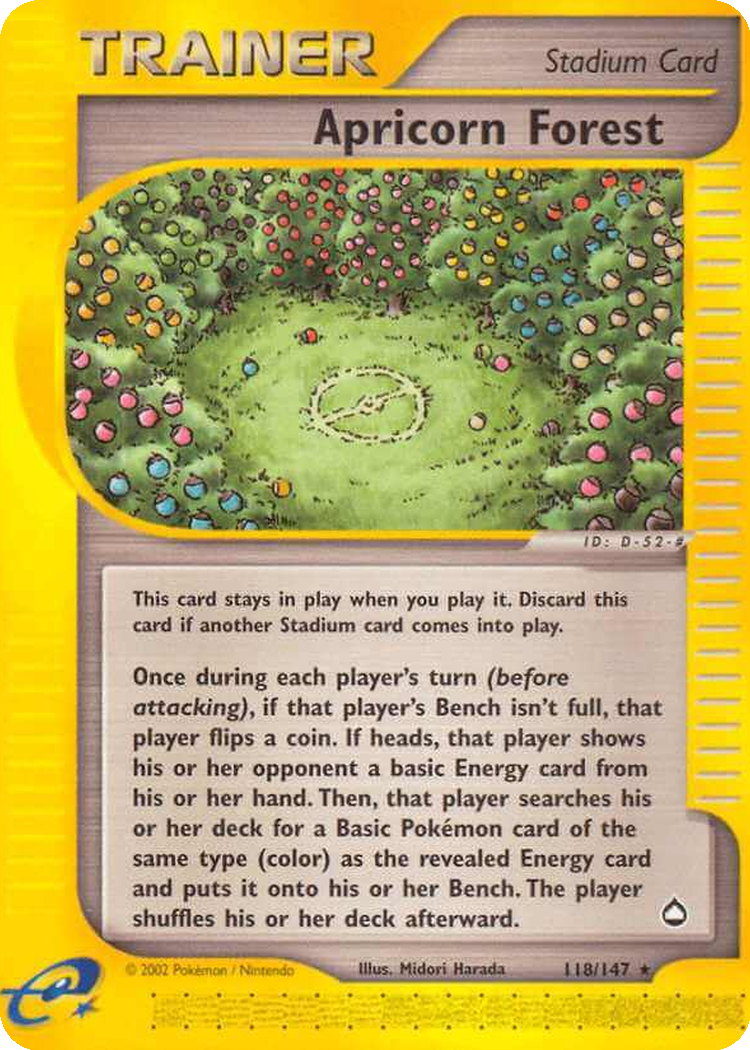 TRAINER
Stadium Card
Apricorn Forest
ID: D-52-#
This card stays in play when you play it. Discard this
card if another Stadium card comes into play.
Once during each player's turn (before
attacking), if that player's Bench isn't full, that
player flips a coin. If heads, that player shows
his or her opponent a basic Energy card from
his or her hand. Then, that player searches his
or her deck for a Basic Pokémon card of the
same type (color) as the revealed Energy card
and puts it onto his or her Bench. The player
shuffles his or her deck afterward.
© 2002 Pokémon / Nintendo
Illus. Midori Harada
118/147 ★
e